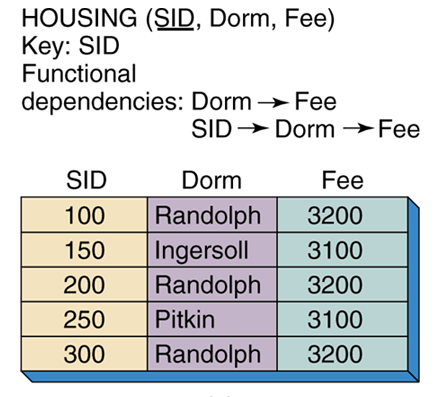 HOUSING (SID, Dorm, Fee)
Key: SID
Functional
dependencies: Dorm → Fee
SID → Dorm → Fee
SID Dorm Fee
100 Randolph 3200
150 Ingersoll 3100
200 Randolph 3200
250 Pitkin 3100
300 Randolph 3200